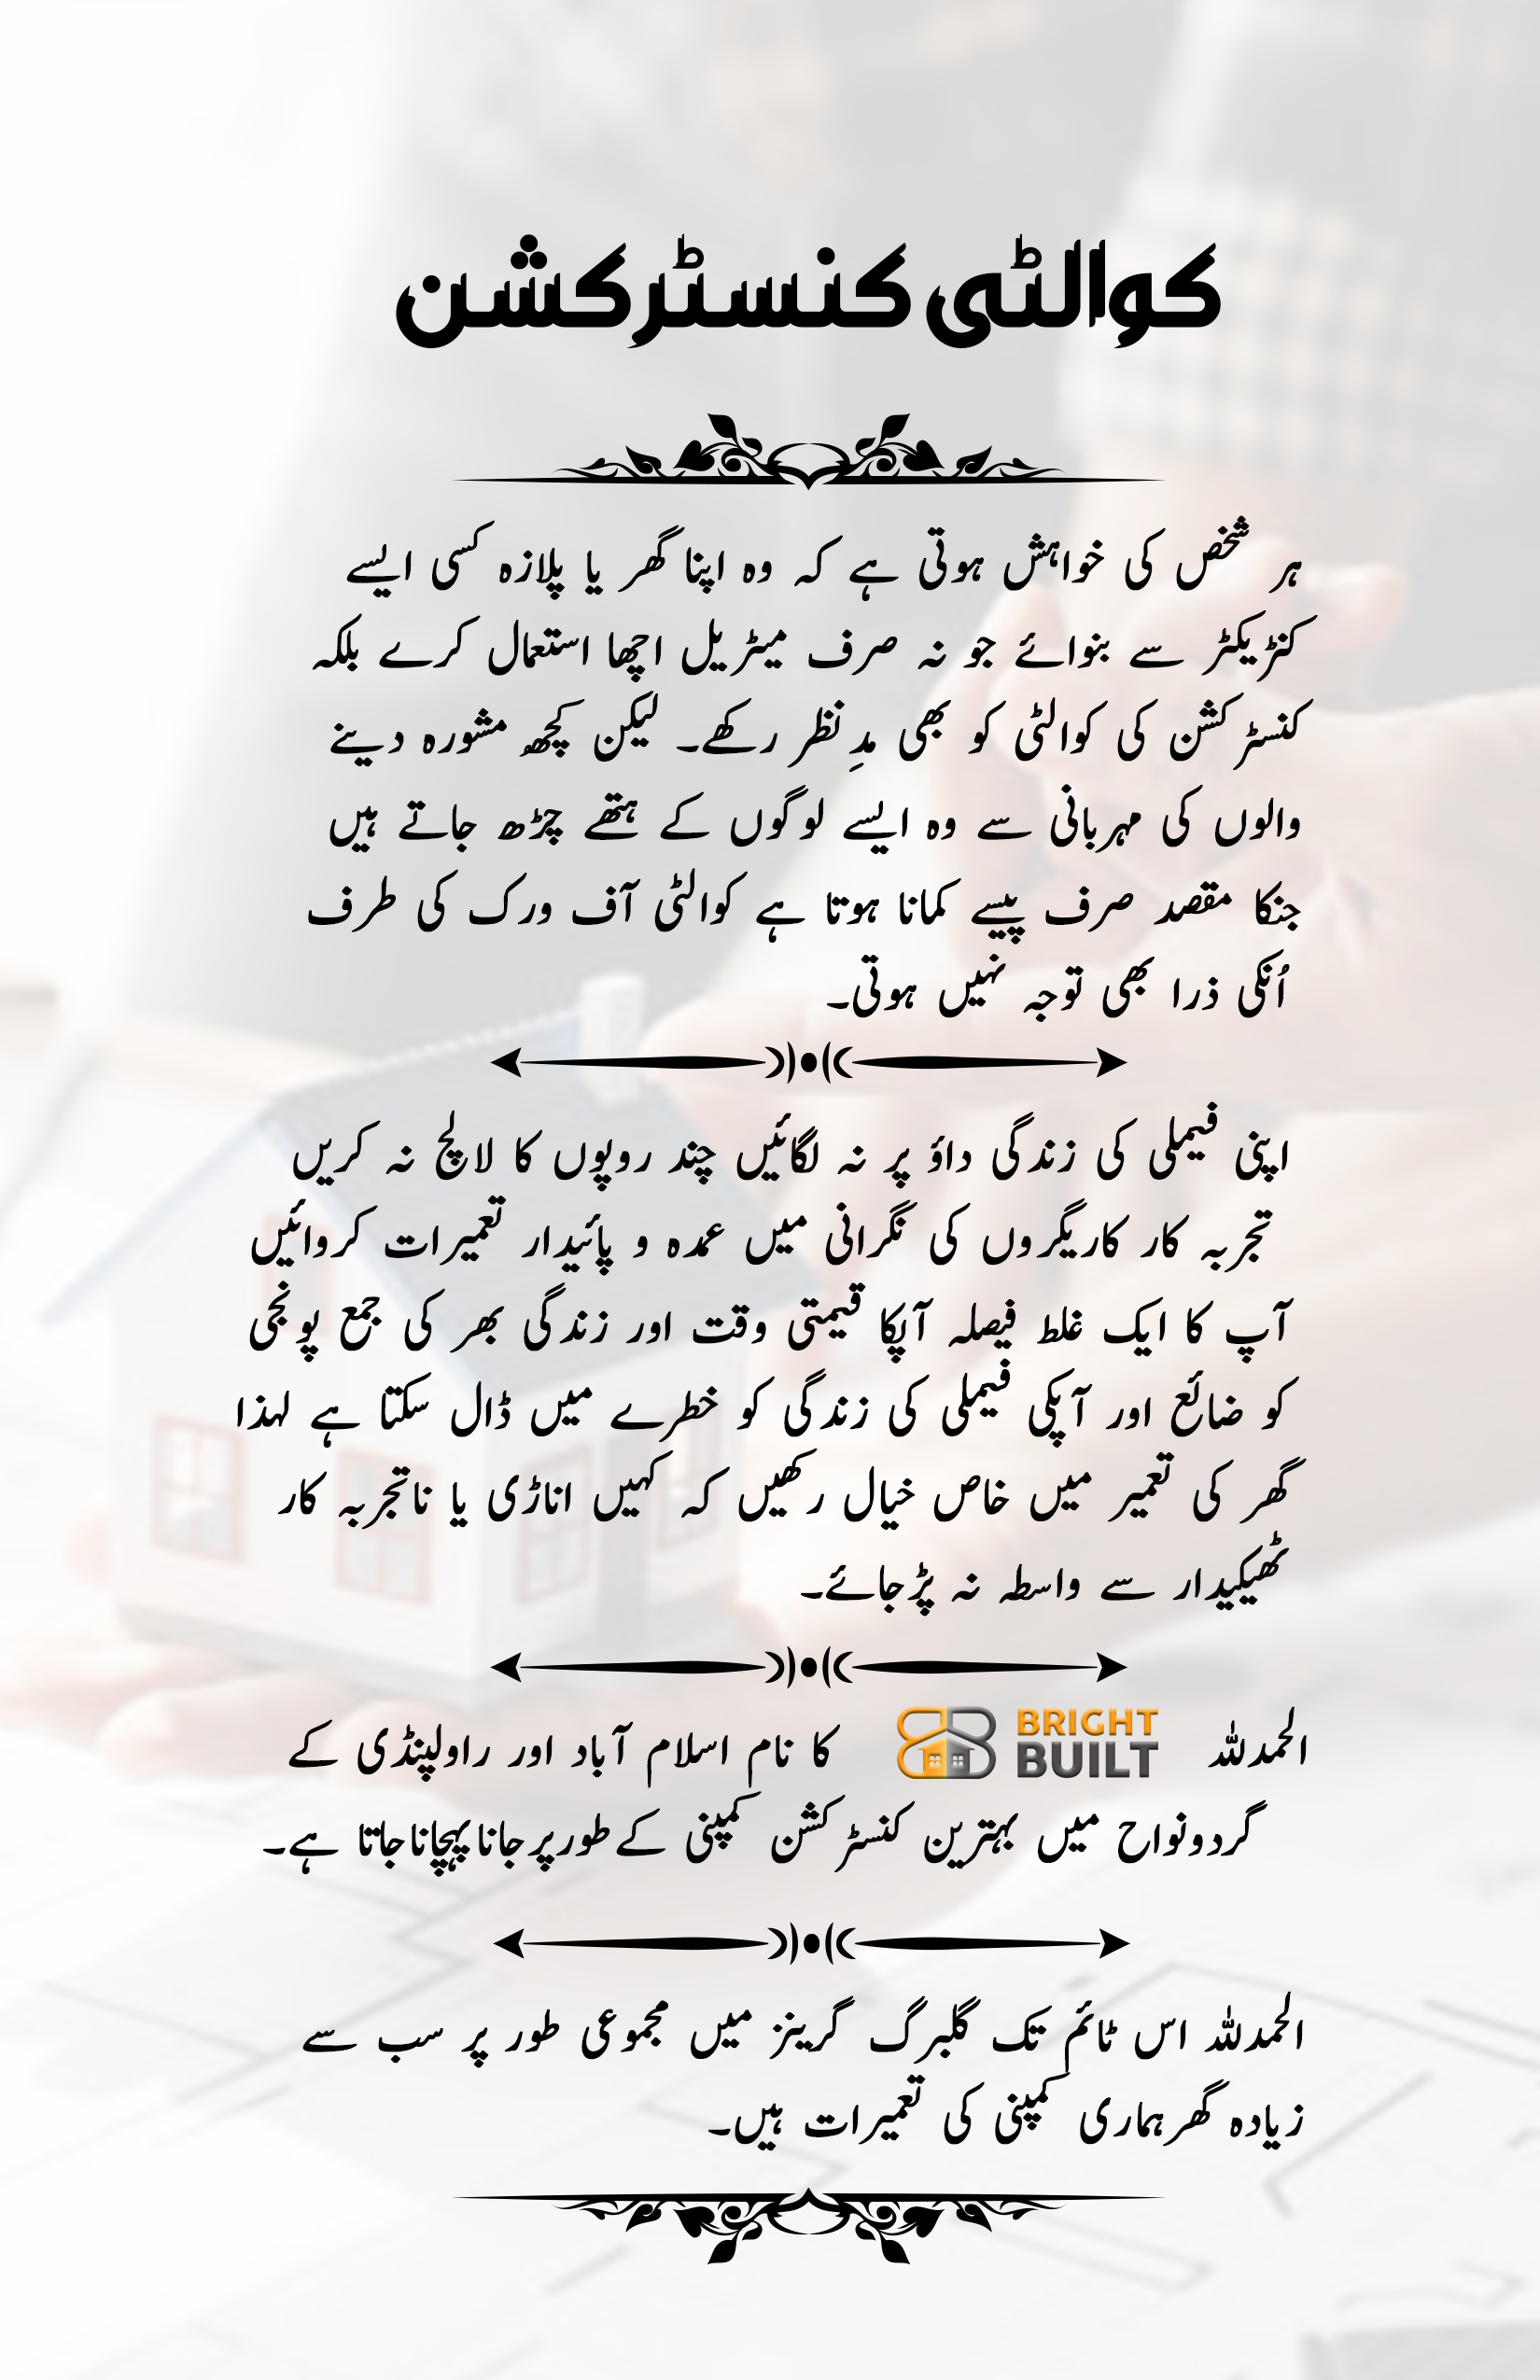 کوالٹی کنسٹرکشن
ہر شخص کی خواہش ہوتی ہے کہ وہ اپنا گھر یا پلازہ کسی ایسے
کنڑیکٹر سے بنوائے جو نہ صرف میٹریل اچھا استعمال کرے بلکہ
کنسٹرکشن کی کوالٹی کو بھی مدِنظر رکھے۔ لیکن کچھ مشورہ دینے
والوں کی مہربانی سے وہ ایسے لوگوں کے ہتھے چڑھ جاتے ہیں
جنکا مقصد صرف پیسے کمانا ہوتا ہے کوالٹی آف ورک کی طرف
اُنکی ذرا بھی توجہ نہیں ہوتی۔
اپنی فیملی کی زندگی داؤ پر نہ لگائیں چند روپوں کا لالچ نہ کریں
تجربہ کار کاریگروں کی نگرانی میں عمدہ و پائیدار تعمیرات کروائیں
آپ کا ایک غلط فیصلہ آپکا قیمتی وقت اور زندگی بھر کی جمع پونجی
کو ضائع اور آپکی فیملی کی زندگی کو خطرے میں ڈال سکتا ہے لہذا
گھر کی تعمیر میں خاص خیال رکھیں کہ کہیں اناڑی یا ناتجربہ کار
ٹھیکیدار سے واسطہ نہ پڑجائے۔
الحمدللہ BRIGHT BUILT کا نام اسلام آباد اور راولپنڈی کے
گردونواح میں بہترین کنسٹرکشن کمپنی کےطورپرجاناپہچاناجاتا ہے۔
الحمدللہ اس ٹائم تک گلبرگ گرینز میں مجموعی طور پر سب سے
زیادہ گھرہماری کمپنی کی تعمیرات ہیں۔